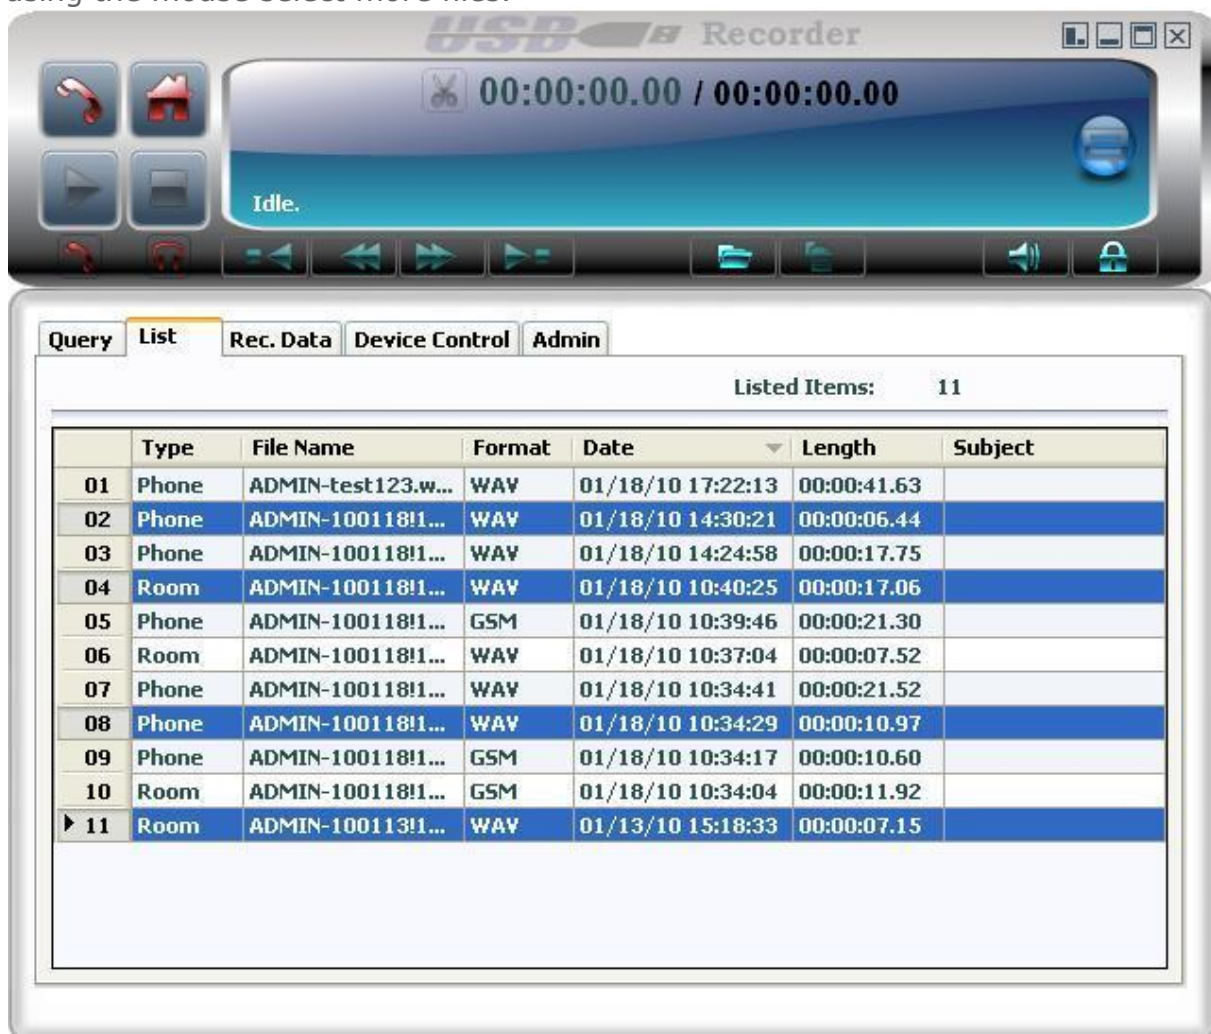 using the mouse select more files.
USB Recorder
00:00:00.00 / 00:00:00.00
Idle.
Query List Rec. Data Device Control Admin
Listed Items: 11
Type File Name Format Date Length Subject
01 Phone ADMIN-test123.w... WAV 01/18/10 17:22:13 00:00:41.63
02 Phone ADMIN-100118!1... WAV 01/18/10 14:30:21 00:00:06.44
03 Phone ADMIN-100118!1... WAV 01/18/10 14:24:58 00:00:17.75
04 Room ADMIN-100118!1... WAV 01/18/10 10:40:25 00:00:17.06
05 Phone ADMIN-100118!1... GSM 01/18/10 10:39:46 00:00:21.30
06 Room ADMIN-100118!1... WAV 01/18/10 10:37:04 00:00:07.52
07 Phone ADMIN-100118!1... WAV 01/18/10 10:34:41 00:00:21.52
08 Phone ADMIN-100118!1... WAV 01/18/10 10:34:29 00:00:10.97
09 Phone ADMIN-100118!1... GSM 01/18/10 10:34:17 00:00:10.60
10 Room ADMIN-100118!1... GSM 01/18/10 10:34:04 00:00:11.92
11 Room ADMIN-100113!1... WAV 01/13/10 15:18:33 00:00:07.15